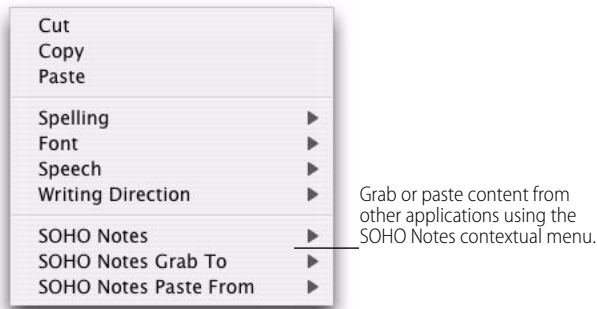 Cut
Copy
Paste
Spelling
Font
Speech
Writing Direction
SOHO Notes
SOHO Notes Grab To
SOHO Notes Paste From
Grab or paste content from
other applications using the
SOHO Notes contextual menu.